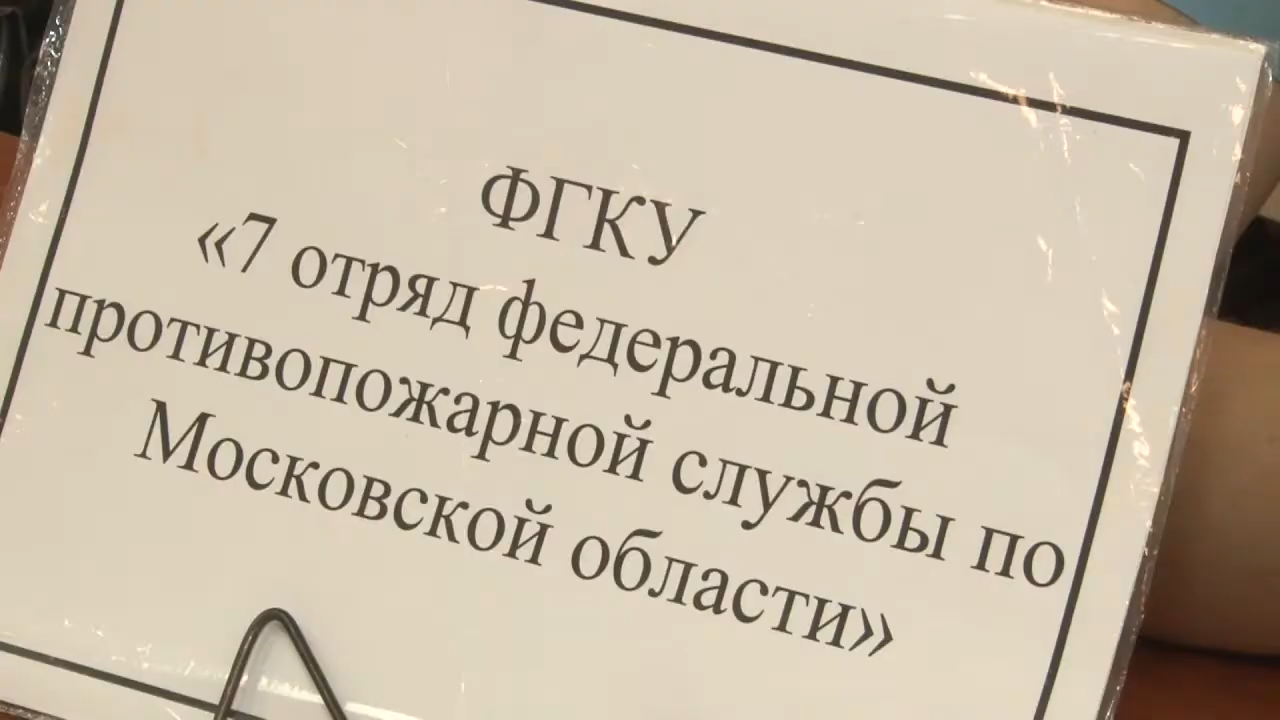 ФГКУ
«7 отряд федеральной
противопожарной службы по
Московской области»